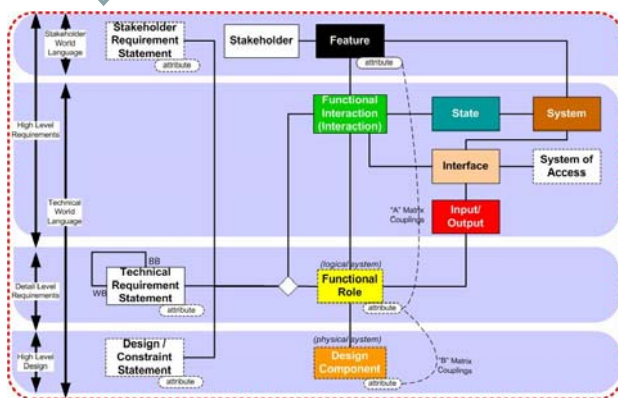 Stakeholder
World
Language
High Level
Requirements
Technical
World
Language
Detail Level
Requirements
High Level
Design
Stakeholder
Requirement
Statement
attribute
Stakeholder
Feature
attribute
Functional
Interaction
(Interaction)
State
System
Interface
System of
Access
Input/
Output
"A" Matrix
Couplings
BB
WB
Technical
Requirement
Statement
attribute
(logical system)
Functional
Role
attribute
Design /
Constraint
Statement
attribute
(physical system)
Design
Component
attribute
"B" Matrix
Couplings